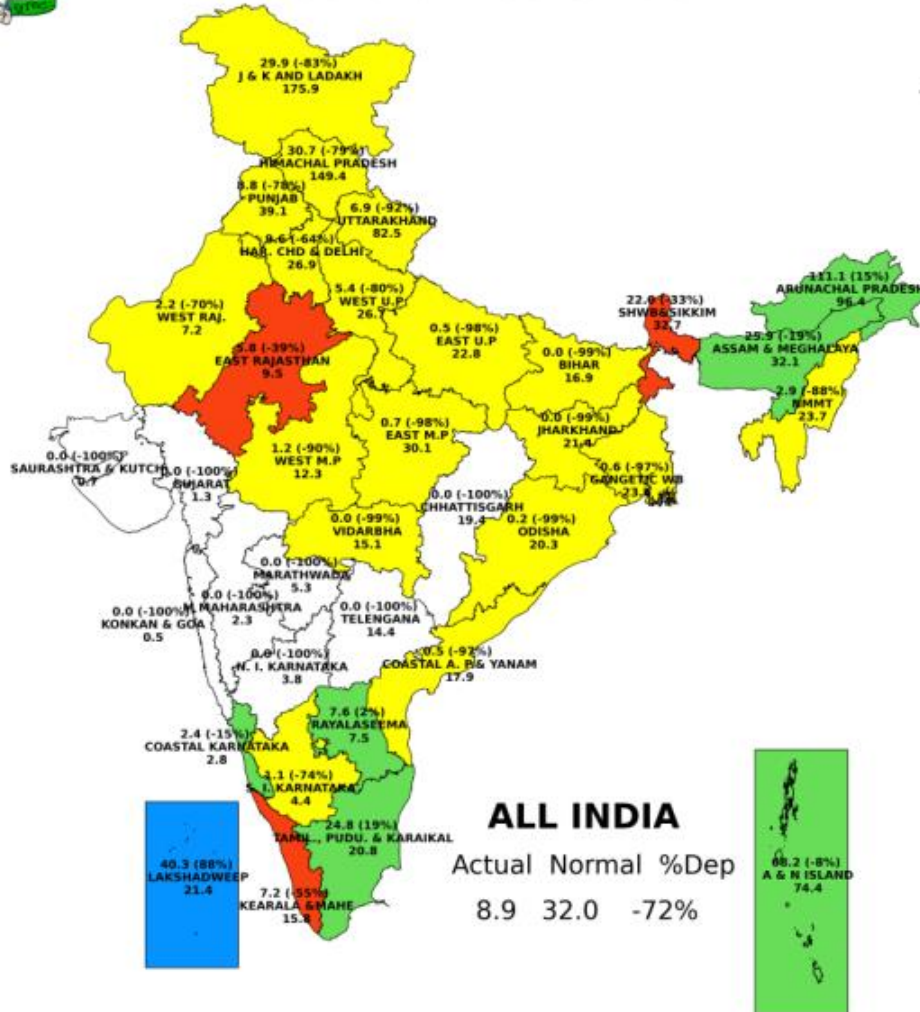 29.9 (-83%)
J & K AND LADAKH
175.9
30.7 (-79%)
HIMACHAL PRADESH
149.4
8.8 (-78%)
PUNJAB
39.1
6.9 (-92%)
UTTARAKHAND
82.5
9.6 (-64%)
HAR. CHD & DELHI
26.9
5.4 (-80%)
WEST U.P
2.2 (-70%)
WEST RAJ.
7.2
5.8 (-39%)
EAST RAJASTHAN
9.5
0.5 (-98%)
EAST U.P
22.8
0.0 (-99%)
BIHAR
16.9
22.0 (-33%)
SHWB&SIKKIM
32.7
111.1 (15%)
ARUNACHAL PRADESH
96.4
25.9 (-19%)
ASSAM & MEGHALAYA
32.1
2.9 (-88%)
NMMT
23.7
0.0 (-99%)
JHARKHAND
21.4
0.7 (-98%)
EAST M.P
30.1
1.2 (-90%)
WEST M.P
12.3
0.6 (-97%)
GANGETIC WB
0.0 (-100%)
SAURASHTRA & KUTCH
0.7
0.0 (-100%)
GUJARAT
1.3
0.0 (-100%)
CHHATTISGARH
19.4
0.2 (-99%)
ODISHA
20.3
0.0 (-99%)
VIDARBHA
15.1
0.0 (-100%)
MARATHWADA
5.3
0.0 (-100%)
M MAHARASHTRA
2.3
0.0 (-100%)
KONKAN & GOA
0.5
0.0 (-100%)
TELENGANA
14.4
0.0 (-100%)
N. I. KARNATAKA
3.8
0.5 (-97%)
COASTAL A. P & YANAM
17.9
7.6 (2%)
RAYALASEEMA
7.5
2.4 (-15%)
COASTAL KARNATAKA
2.8
1.1 (-74%)
S. I. KARNATAKA
4.4
24.8 (19%)
TAMIL., PUDU. & KARAIKAL
20.8
40.3 (88%)
LAKSHADWEEP
21.4
7.2 (-55%)
KEARALA & MAHE
15.8
68.2 (-8%)
A & N ISLAND
74.4
ALL INDIA
Actual Normal %Dep
8.9 32.0 -72%